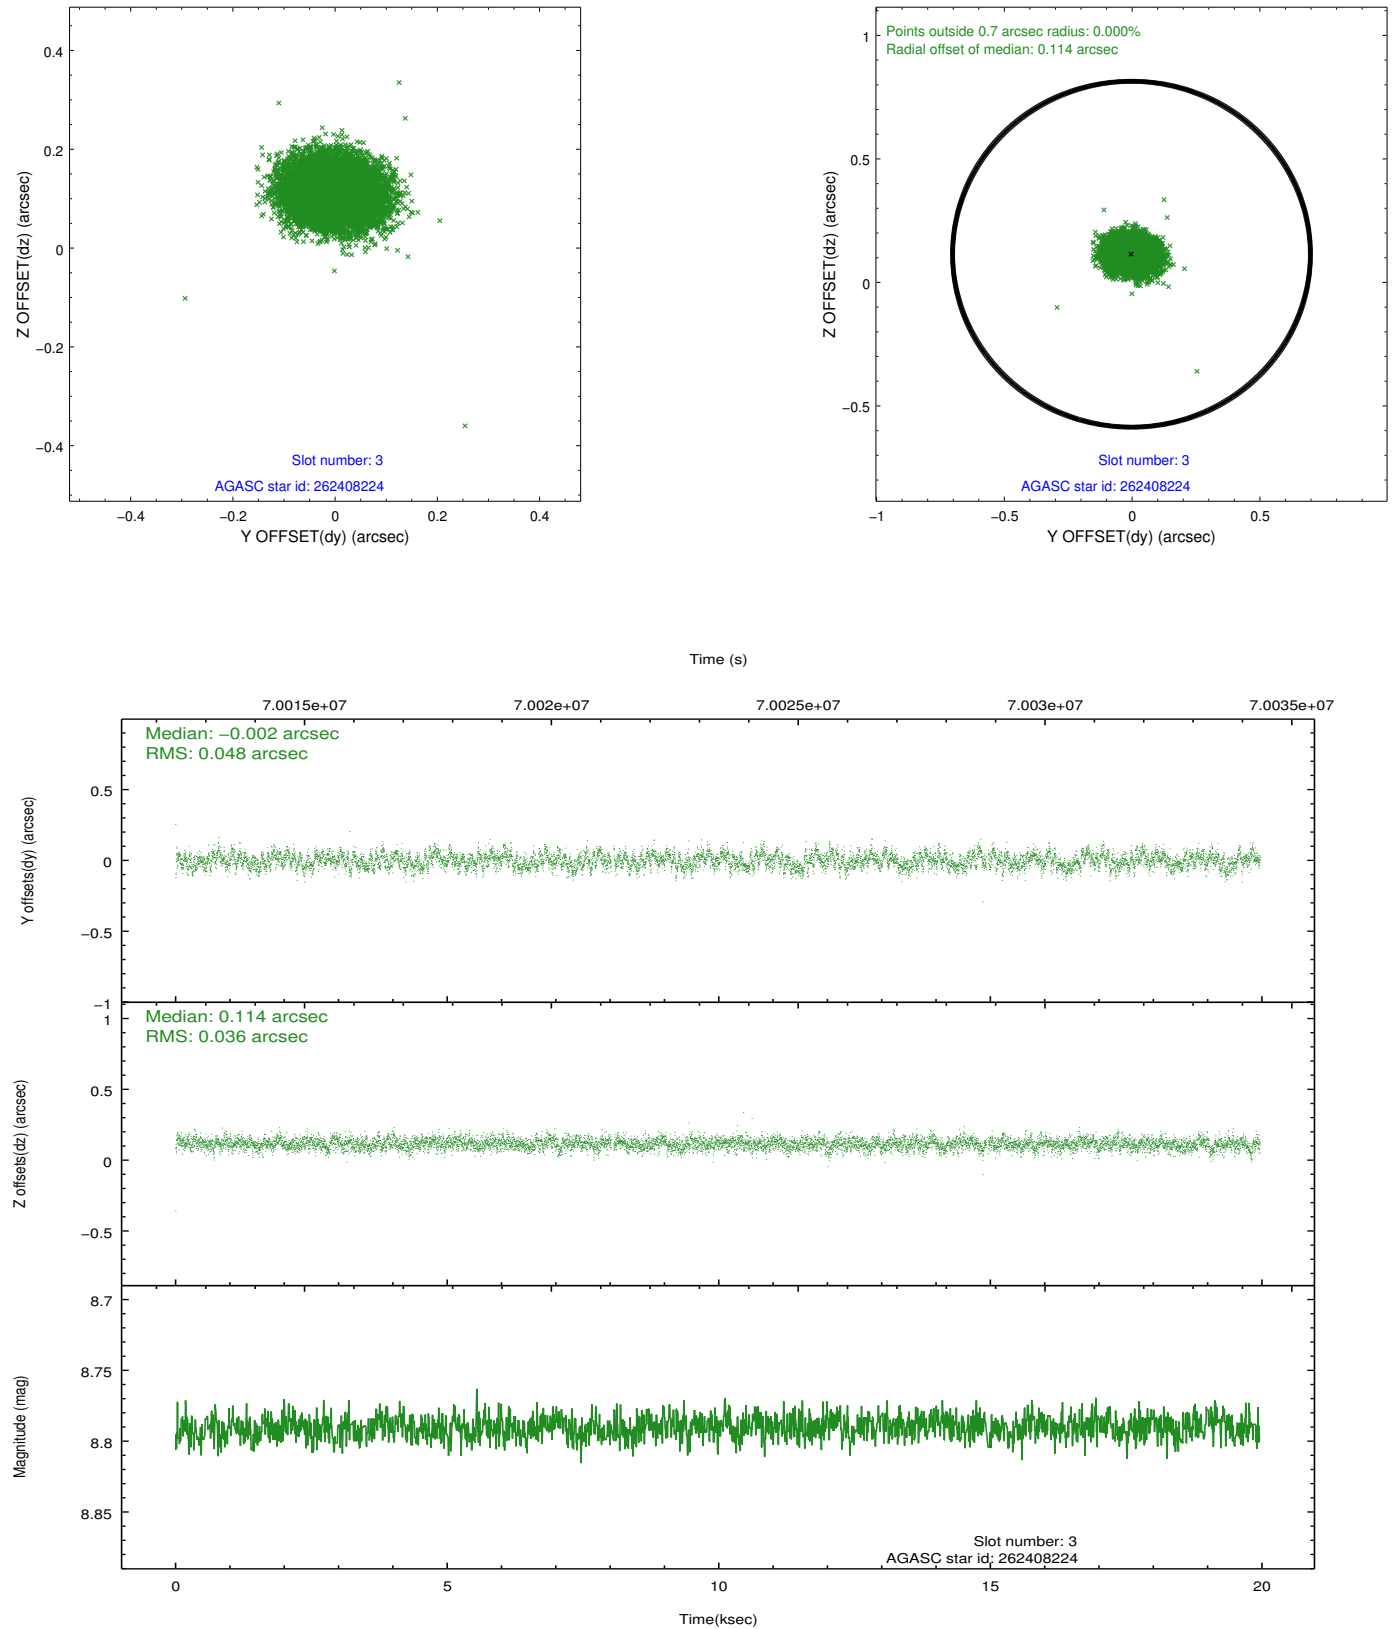 0.4
0.2
0
−0.2
−0.4
Z OFFSET(dz) (arcsec)
Slot number: 3
AGASC star id: 262408224
−0.4
−0.2
0
0.2
0.4
Y OFFSET(dy) (arcsec)
Points outside 0.7 arcsec radius: 0.000%
Radial offset of median: 0.114 arcsec
1
0.5
0
−0.5
Z OFFSET(dz) (arcsec)
Slot number: 3
AGASC star id: 262408224
−1
−0.5
0
0.5
Y OFFSET(dy) (arcsec)
Time (s)
7.0015e+07
7.002e+07
7.0025e+07
7.003e+07
7.0035e+07
Median: −0.002 arcsec
RMS: 0.048 arcsec
0.5
0
−0.5
−1
Y offsets(dy) (arcsec)
Median: 0.114 arcsec
RMS: 0.036 arcsec
1
0.5
0
−0.5
Z offsets(dz) (arcsec)
8.7
8.75
8.8
8.85
Magnitude (mag)
Slot number: 3
AGASC star id: 262408224
0
5
10
15
20
Time(ksec)